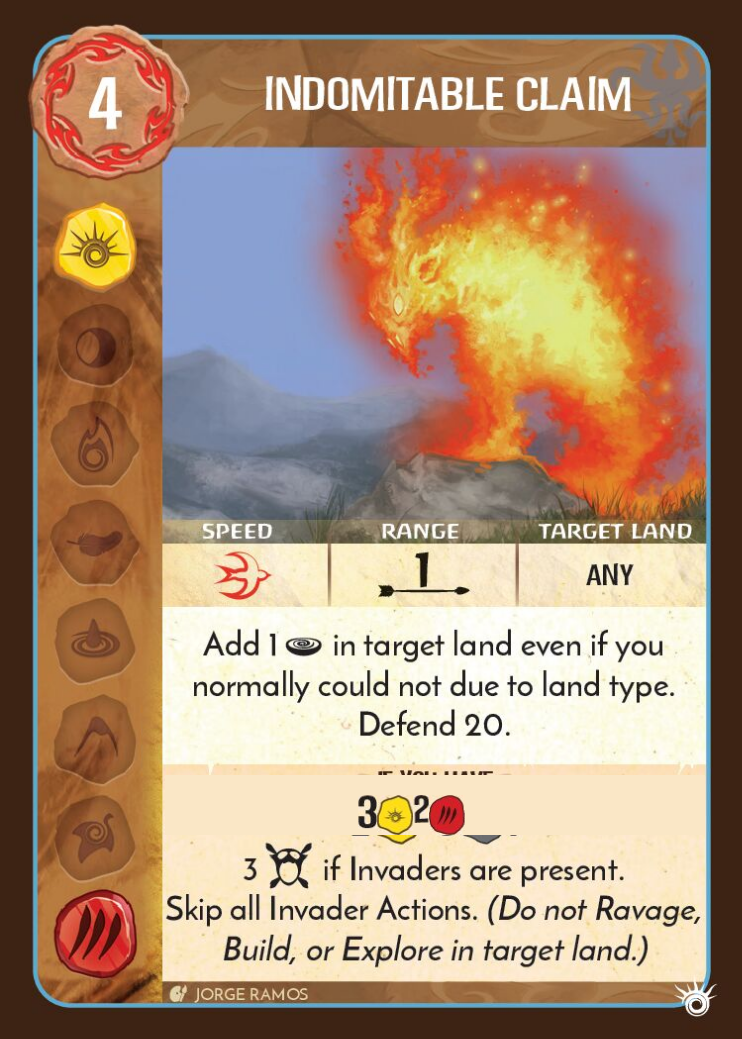 4
INDOMITABLE CLAIM
SPEED RANGE TARGET LAND
1 ANY
Add 1 in target land even if you
normally could not due to land type.
Defend 20.
3 2
3 if Invaders are present.
Skip all Invader Actions. (Do not Ravage,
Build, or Explore in target land.)
JORGE RAMOS